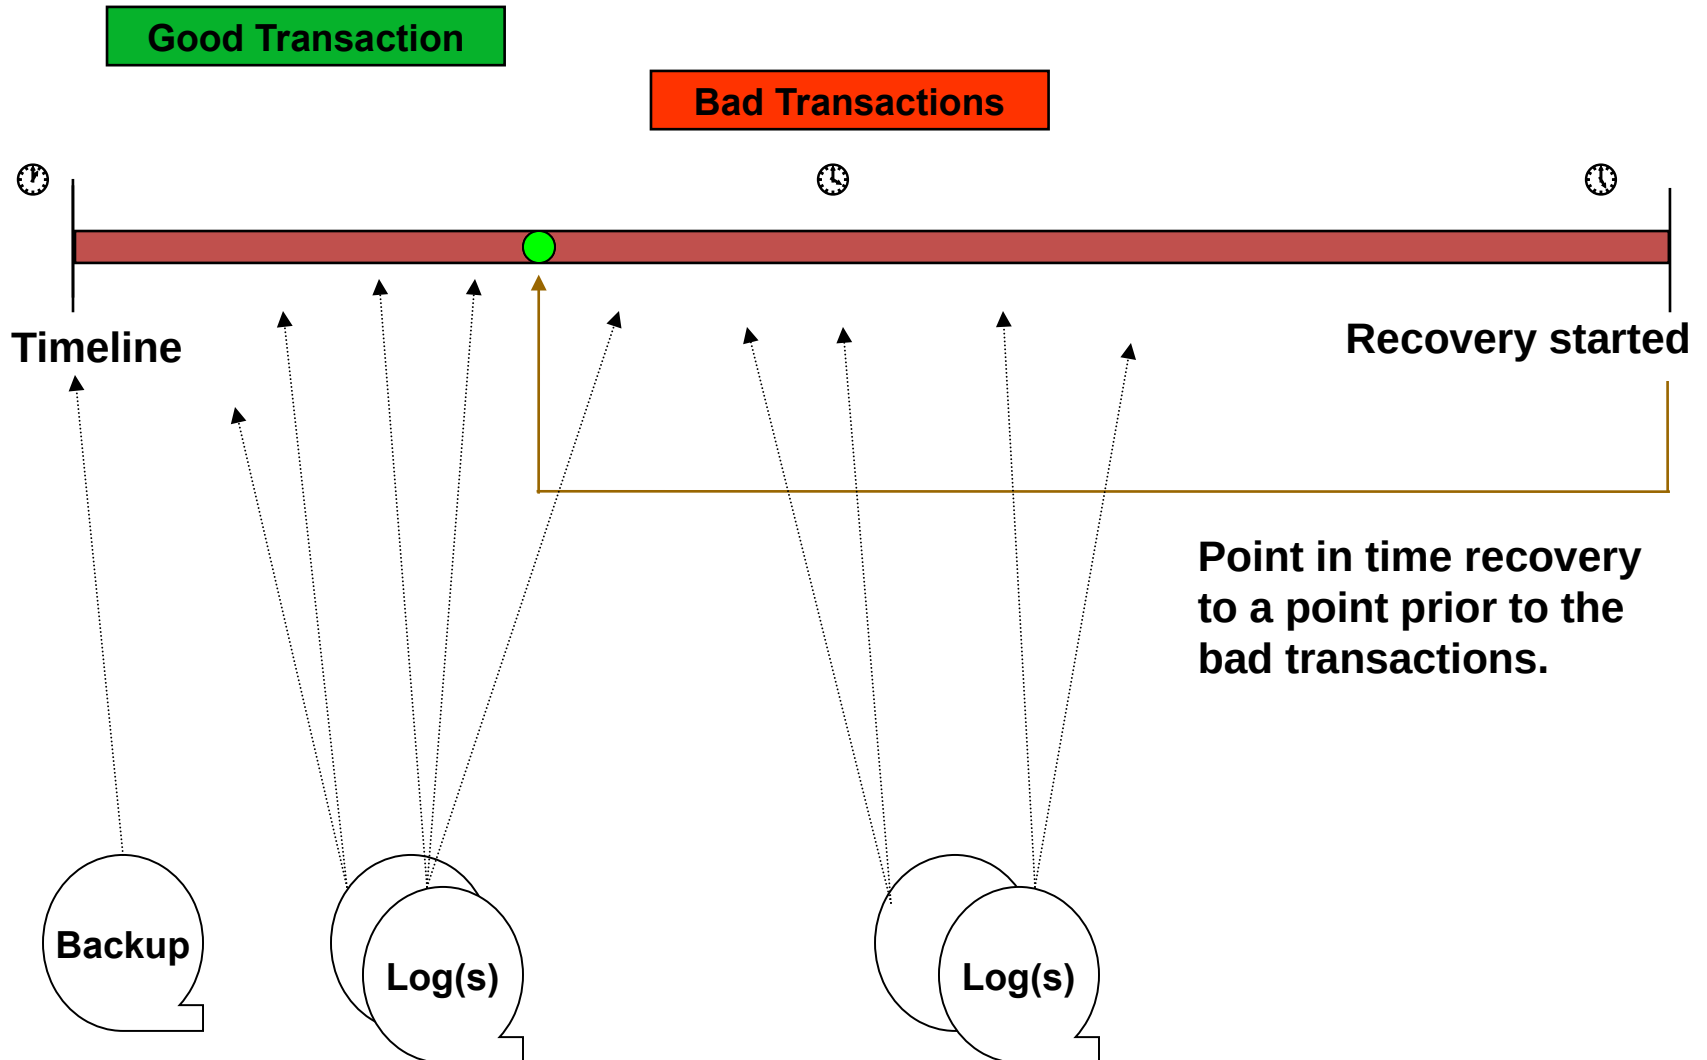 Good Transaction
Bad Transactions
Timeline
Recovery started
Point in time recovery
to a point prior to the
bad transactions.
Backup
Log(s)
Log(s)